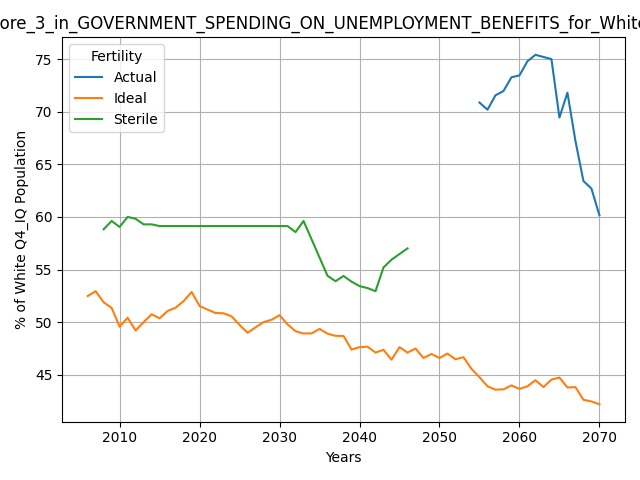 ore_3_in_GOVERNMENT_SPENDING_ON_UNEMPLOYMENT_BENEFITS_for_White
Fertility
Actual
Ideal
Sterile
% of White Q4_IQ Population
75
70
65
60
55
50
45
2010
2020
2030
2040
2050
2060
2070
Years